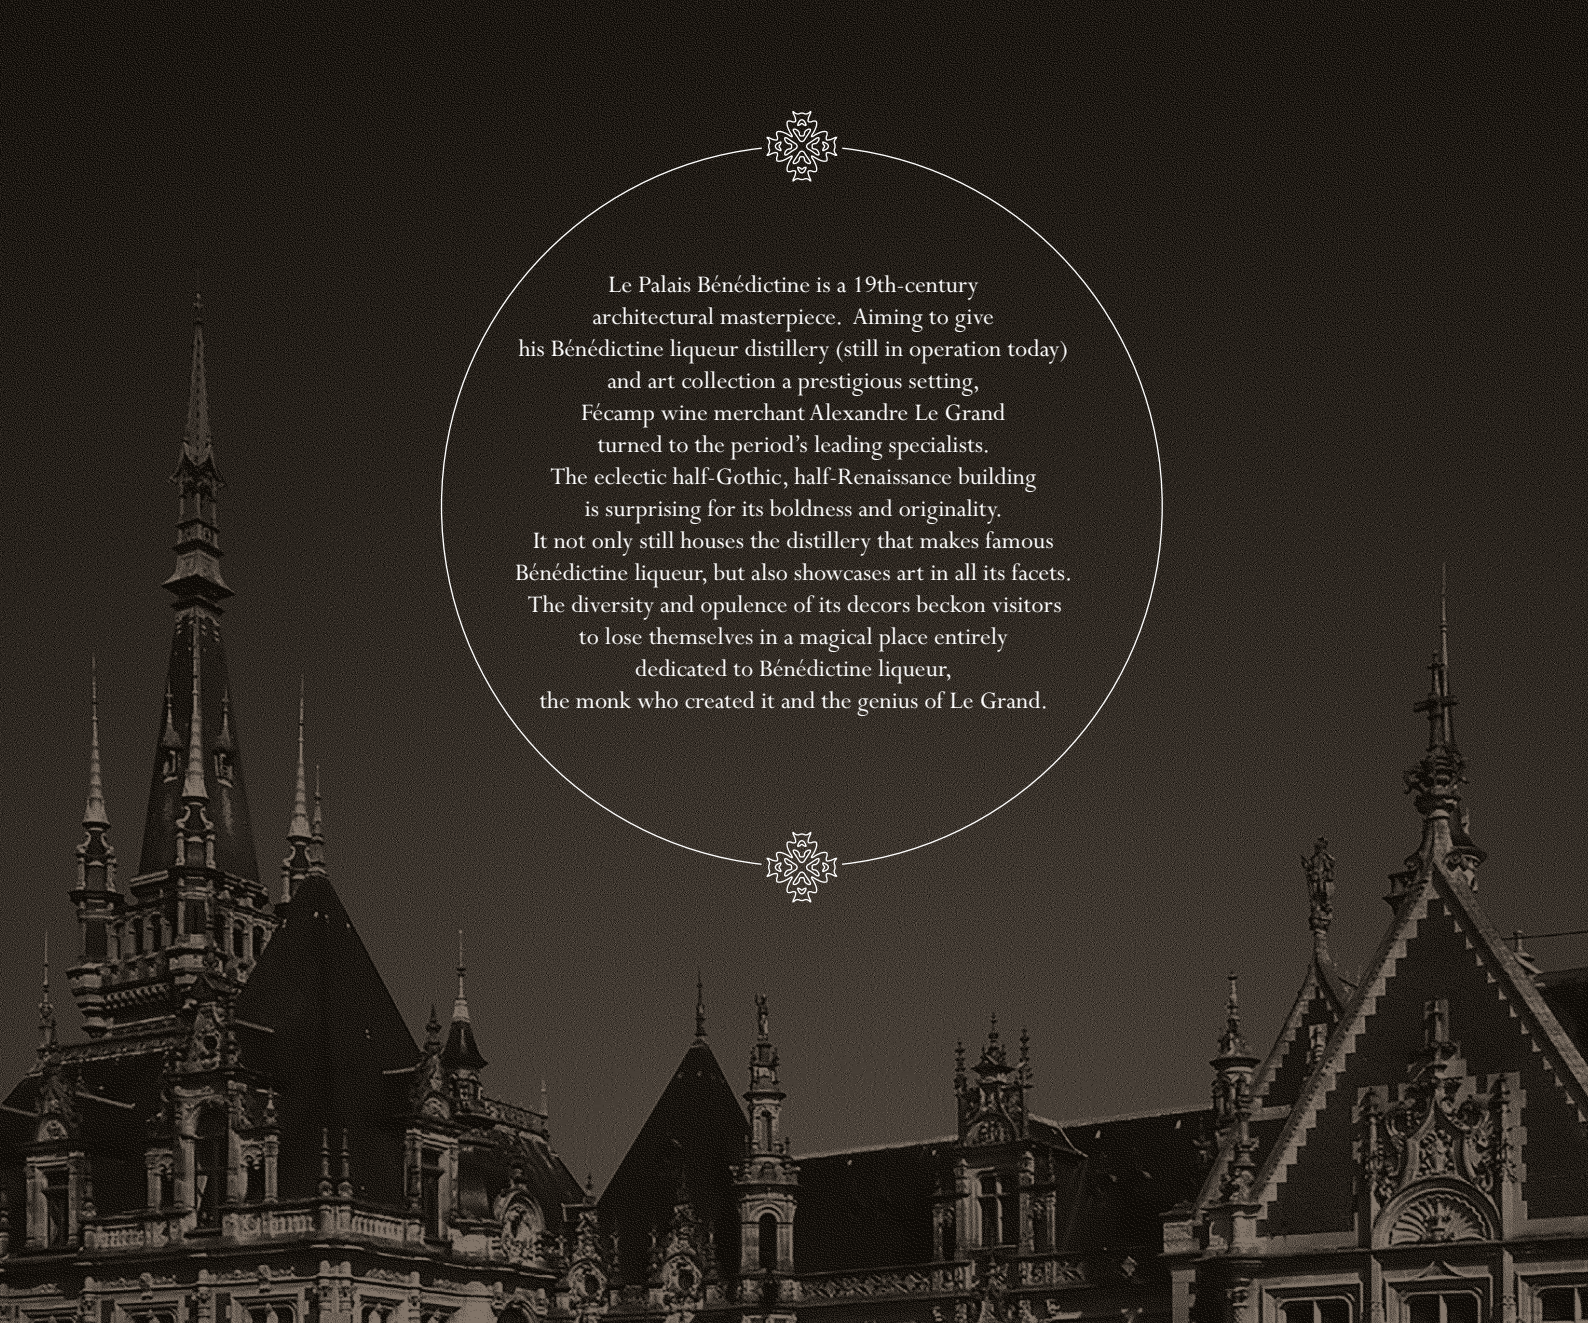 Le Palais Bénédictine is a 19th-century
architectural masterpiece.  Aiming to give
his Bénédictine liqueur distillery (still in operation today)
and art collection a prestigious setting,
Fécamp wine merchant Alexandre Le Grand
turned to the period’s leading specialists.
The eclectic half-Gothic, half-Renaissance building
is surprising for its boldness and originality.
It not only still houses the distillery that makes famous
Bénédictine liqueur, but also showcases art in all its facets.
The diversity and opulence of its decors beckon visitors
to lose themselves in a magical place entirely
dedicated to Bénédictine liqueur,
the monk who created it and the genius of Le Grand.